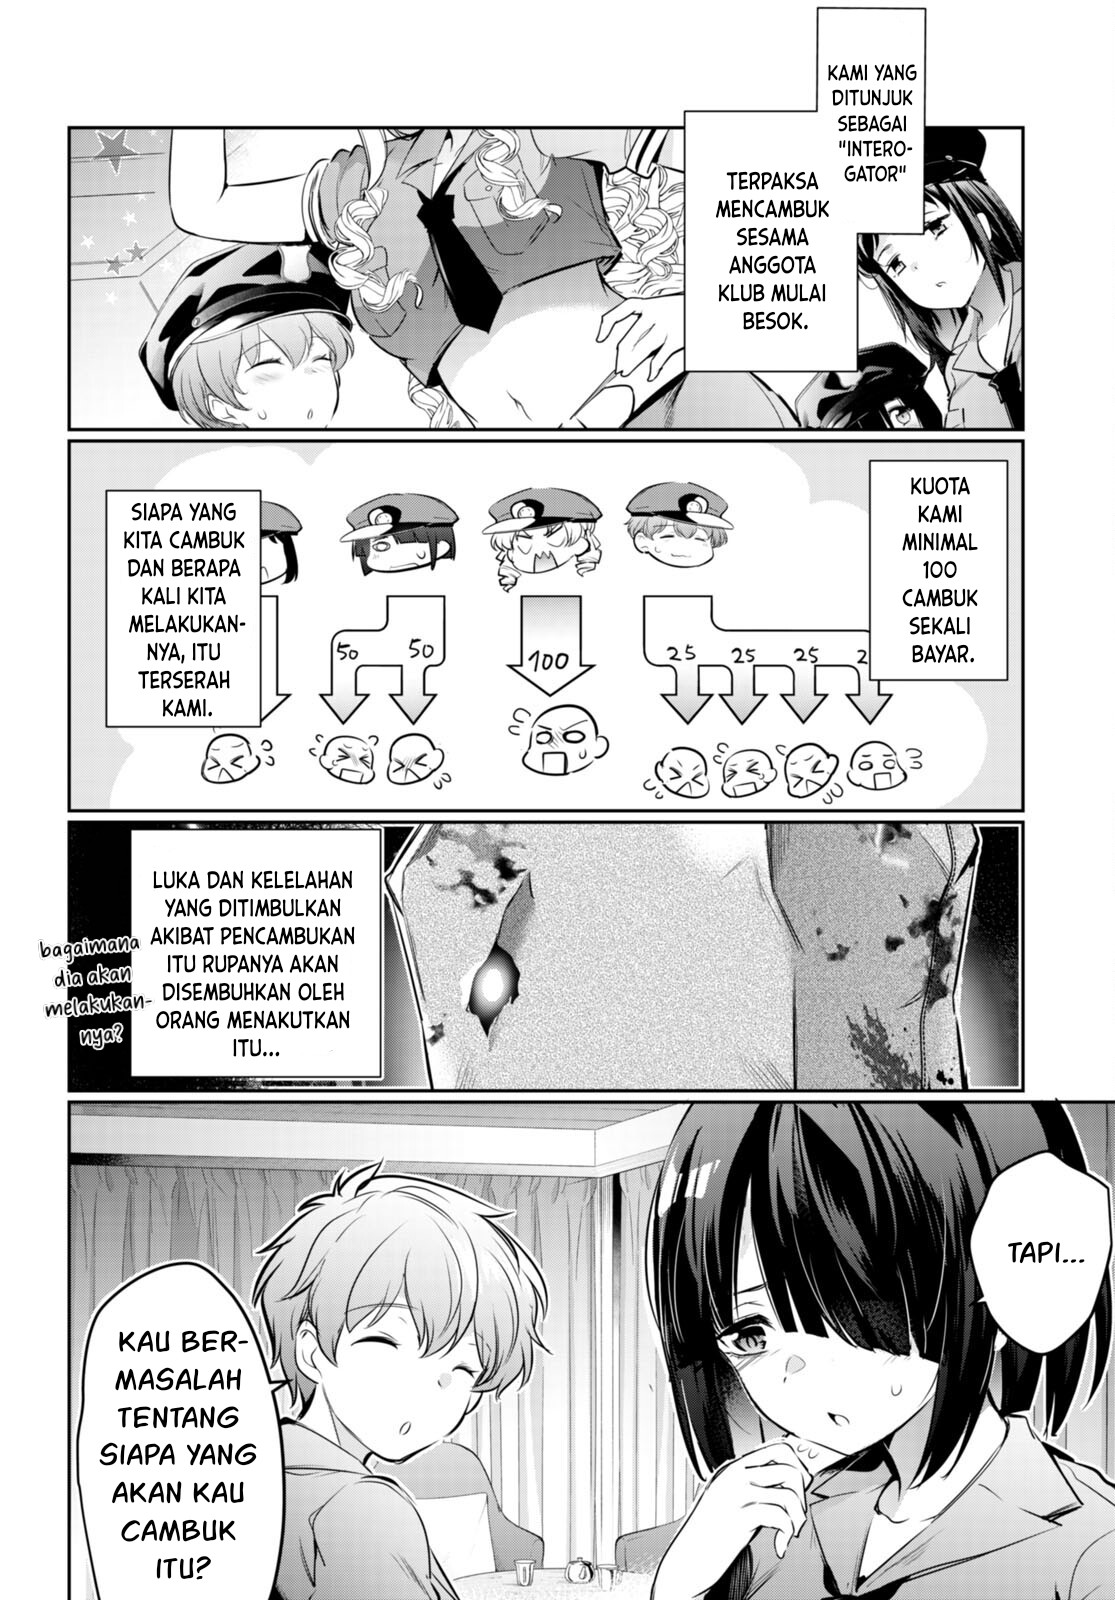 KAMI YANG
DITUNJUK
SEBAGAI
"INTERO-
GATOR"
TERPAKSA
MENCAMBUK
SESAMA
ANGGOTA
KLUB MULAI
BESOK.
KUOTA
KAMI
MINIMAL
100
CAMBUK
SEKALI
BAYAR.
SIAPA YANG
KITA CAMBUK
DAN BERAPA
KALI KITA
MELAKUKAN-
NYA, ITU
TERSERAH
KAMI.
50
50
100
25
25
25
2
LUKA DAN KELELAHAN
YANG DITIMBULKAN
AKIBAT PENCAMBUKAN
ITU RUPANYA AKAN
DISEMBUHKAN OLEH
ORANG MENAKUTKAN
ITU...
bagaimana
dia akan
melakukan-
nya?
TAPI...
KAU BER-
MASALAH
TENTANG
SIAPA YANG
AKAN KAU
CAMBUK
ITU?